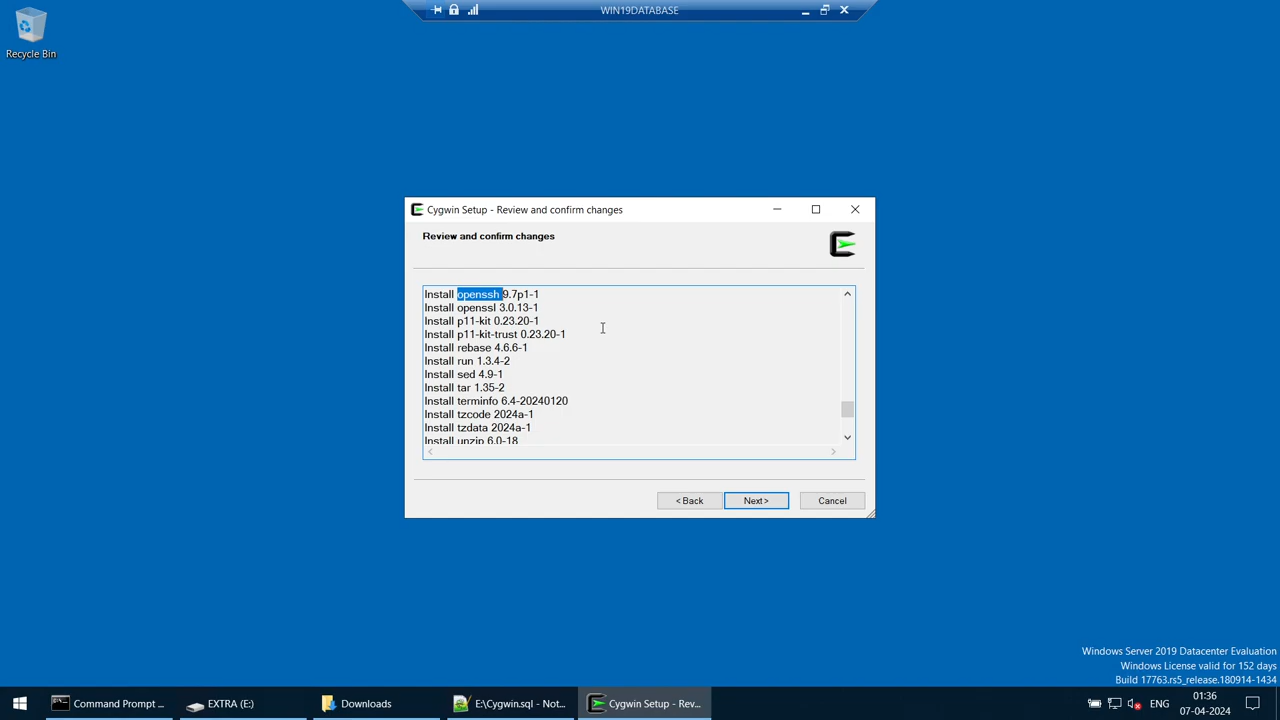 WIN19DATABASE
Recycle Bin
Cygwin Setup - Review and confirm changes
Review and confirm changes
Install openssh 9.7p1-1
Install openssl 3.0.13-1
Install p11-kit 0.23.20-1
Install p11-kit-trust 0.23.20-1
Install rebase 4.6.6-1
Install run 1.3.4-2
Install sed 4.9-1
Install tar 1.35-2
Install terminfo 6.4-20240120
Install tzcode 2024a-1
Install tzdata 2024a-1
Install unzip 6.0-18
< Back
Next >
Cancel
Windows Server 2019 Datacenter Evaluation
Windows License valid for 152 days
Build 17763.rs5_release.180914-1434
Command Prompt ...
EXTRA (E:)
Downloads
E:\Cygwin.sql - Not...
Cygwin Setup - Rev...
ENG
01:36
07-04-2024